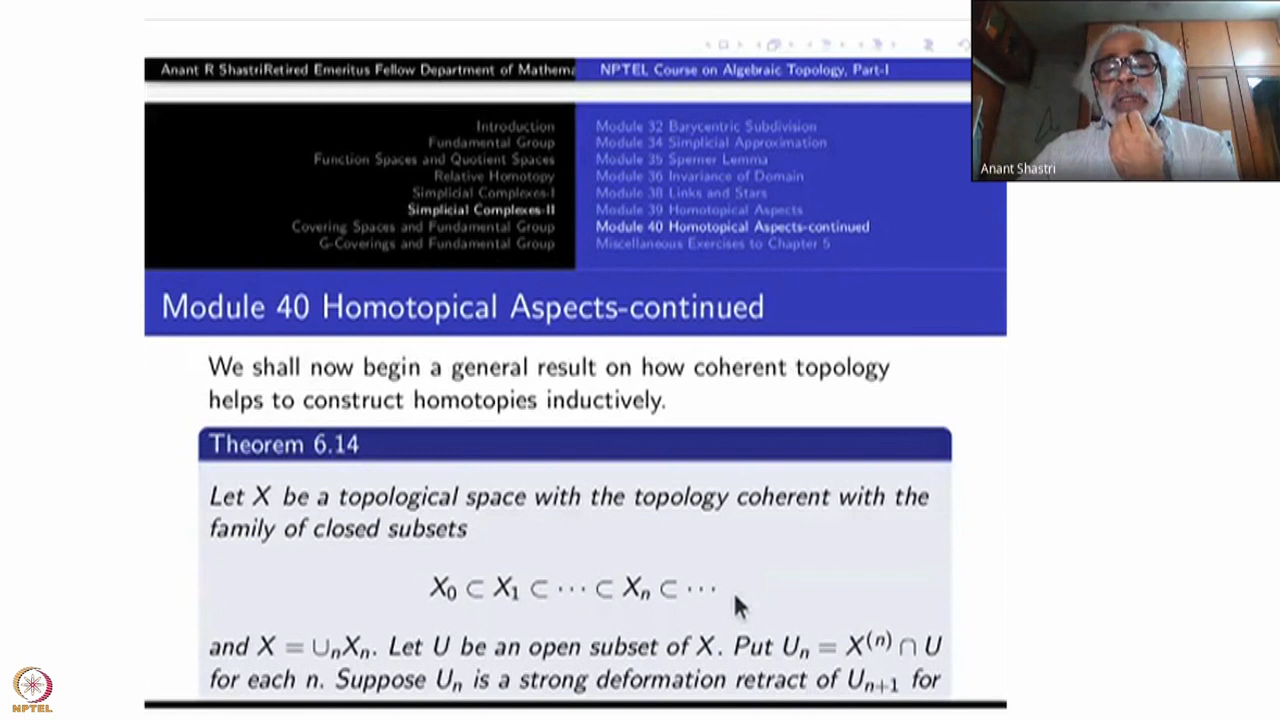 Anant R ShastriRetired Emeritus Fellow Department of Mathema
NPTEL Course on Algebraic Topology, Part-I
Introduction
Fundamental Group
Function Spaces and Quotient Spaces
Relative Homotopy
Simplicial Complexes-I
Simplicial Complexes-II
Covering Spaces and Fundamental Group
G-Coverings and Fundamental Group
Module 32 Barycentric Subdivision
Module 34 Simplicial Approximation
Module 35 Sperner Lemma
Module 36 Invariance of Domain
Module 38 Links and Stars
Module 39 Homotopical Aspects
Module 40 Homotopical Aspects-continued
Miscellaneous Exercises to Chapter 5
Anant Shastri
Module 40 Homotopical Aspects-continued
We shall now begin a general result on how coherent topology
helps to construct homotopies inductively.
Theorem 6.14
Let X be a topological space with the topology coherent with the
family of closed subsets
X₀ ⊂ X₁ ⊂ ⋯ ⊂ Xₙ ⊂ ⋯
and X = ∪ₙXₙ. Let U be an open subset of X. Put Uₙ = X⁽ⁿ⁾ ∩ U
for each n. Suppose Uₙ is a strong deformation retract of Uₙ₊₁ for
NPTEL